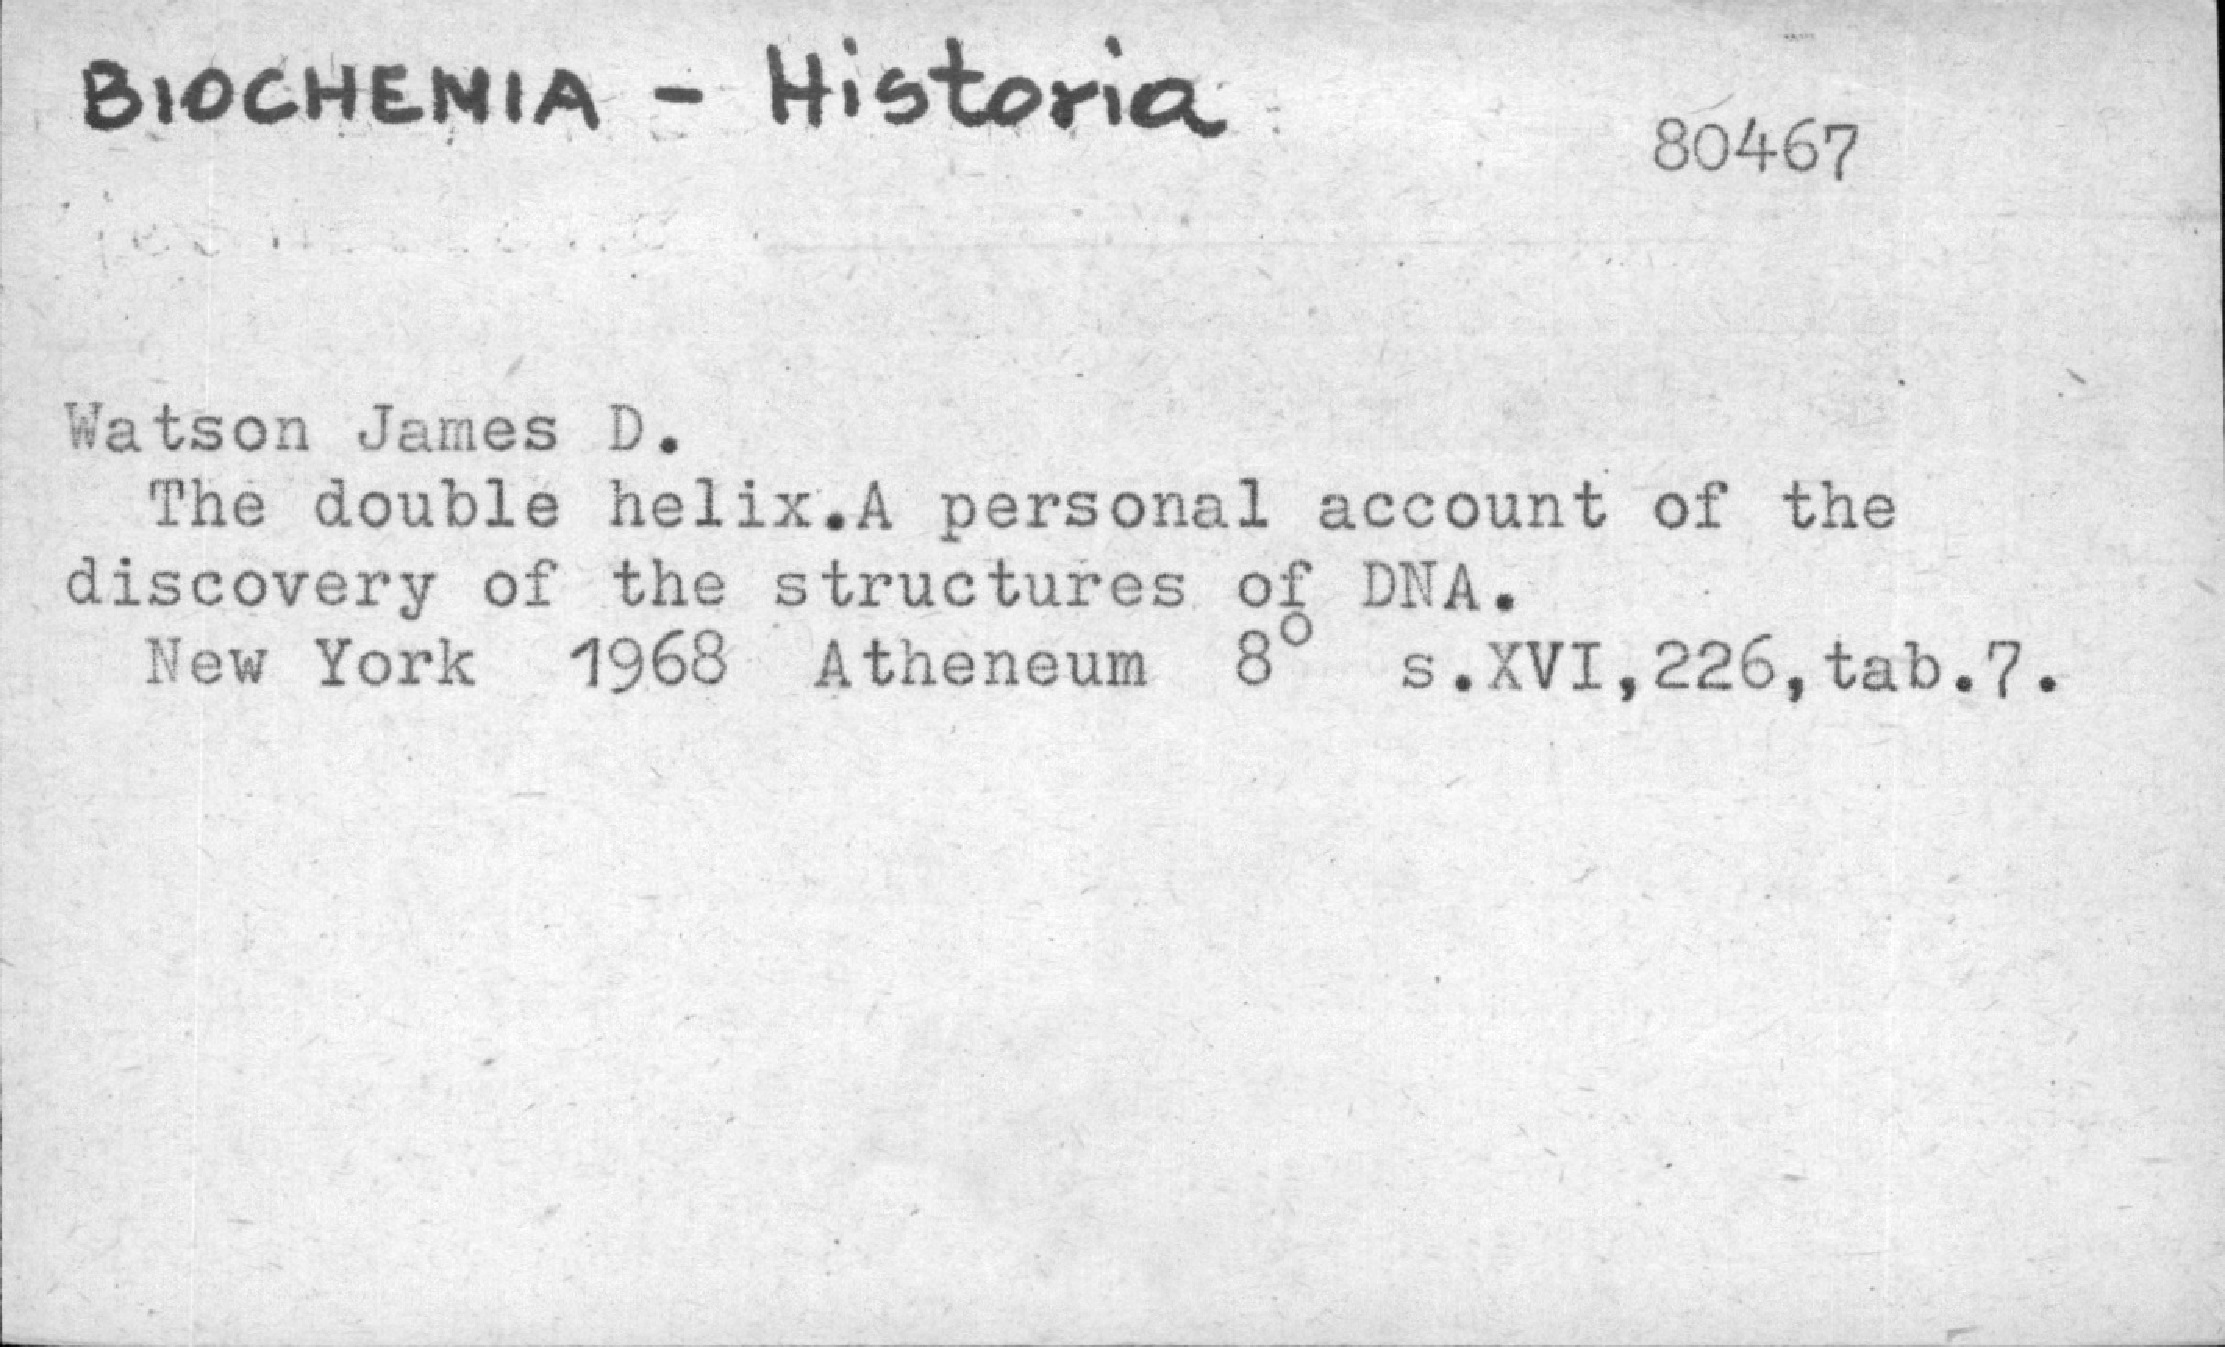 BIOCHEMIA - Historia
80467
Watson James D.
The double helix.A personal account of the
discovery of the structures of DNA.
New York 1968 Atheneum 8° s.XVI,226,tab.7.